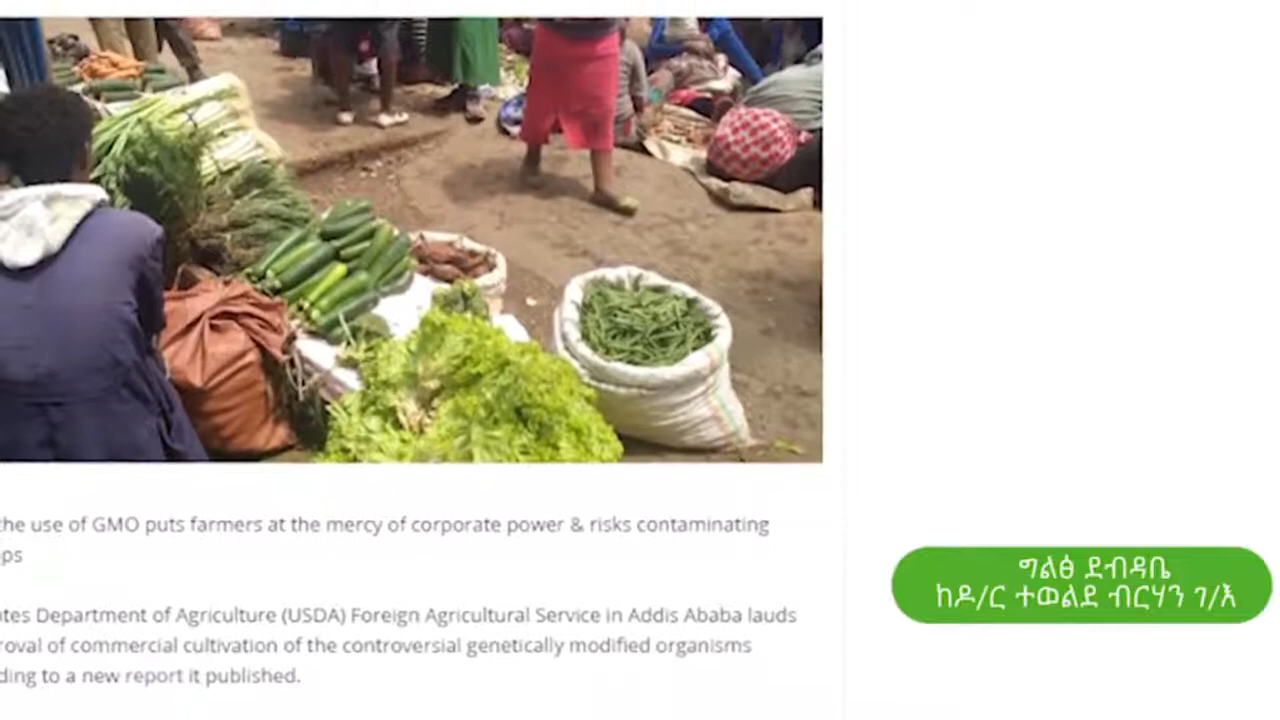 the use of GMO puts farmers at the mercy of corporate power & risks contaminating
ps
tes Department of Agriculture (USDA) Foreign Agricultural Service in Addis Ababa lauds
roval of commercial cultivation of the controversial genetically modified organisms
ding to a new report it published.
ግልፅ ደብዳቤ
ከዶ/ር ተወልደ ብርሃን ገ/እ